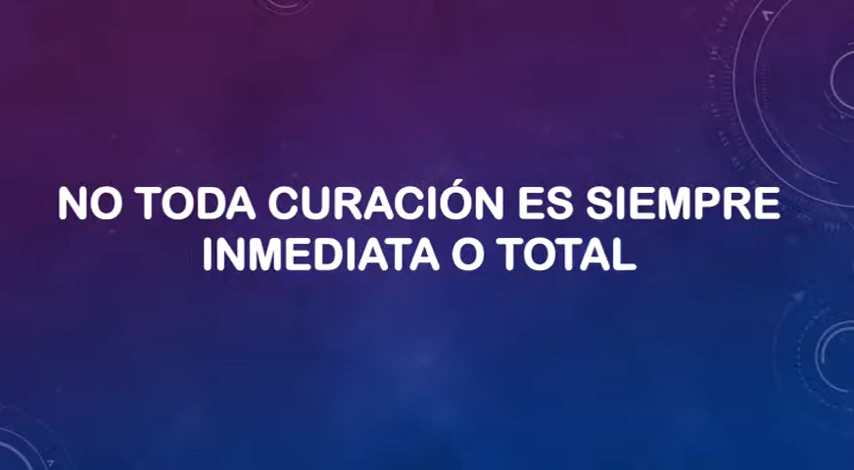 NO TODA CURACIÓN ES SIEMPRE
INMEDIATA O TOTAL